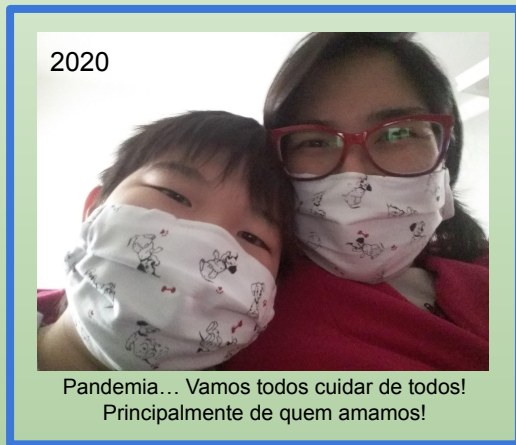 2020
Pandemia… Vamos todos cuidar de todos!
Principalmente de quem amamos!